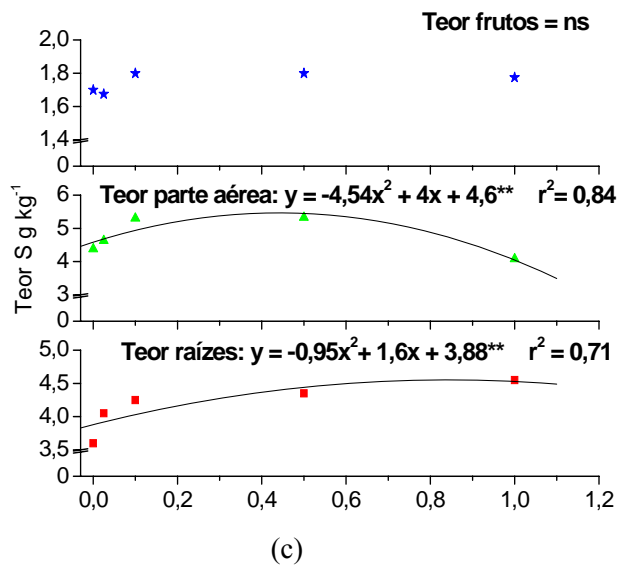 Teor frutos = ns
2,0
1,8
1,6
1,4
0
Teor parte aérea: y = -4,54x² + 4x + 4,6** r² = 0,84
6
5
4
3
0
Teor S g kg⁻¹
Teor raízes: y = -0,95x² + 1,6x + 3,88** r² = 0,71
5,0
4,5
4,0
3,5
0
0,0 0,2 0,4 0,6 0,8 1,0 1,2
(c)